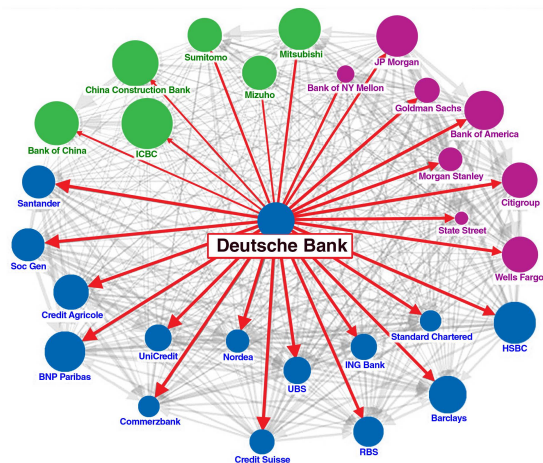 Sumitomo
Mitsubishi
JP Morgan
China Construction Bank
Mizuho
Bank of NY Mellon
Goldman Sachs
Bank of China
ICBC
Bank of America
Morgan Stanley
Santander
Citigroup
State Street
Deutsche Bank
Soc Gen
Wells Fargo
Credit Agricole
Standard Chartered
HSBC
UniCredit
Nordea
ING Bank
BNP Paribas
UBS
Barclays
Commerzbank
RBS
Credit Suisse